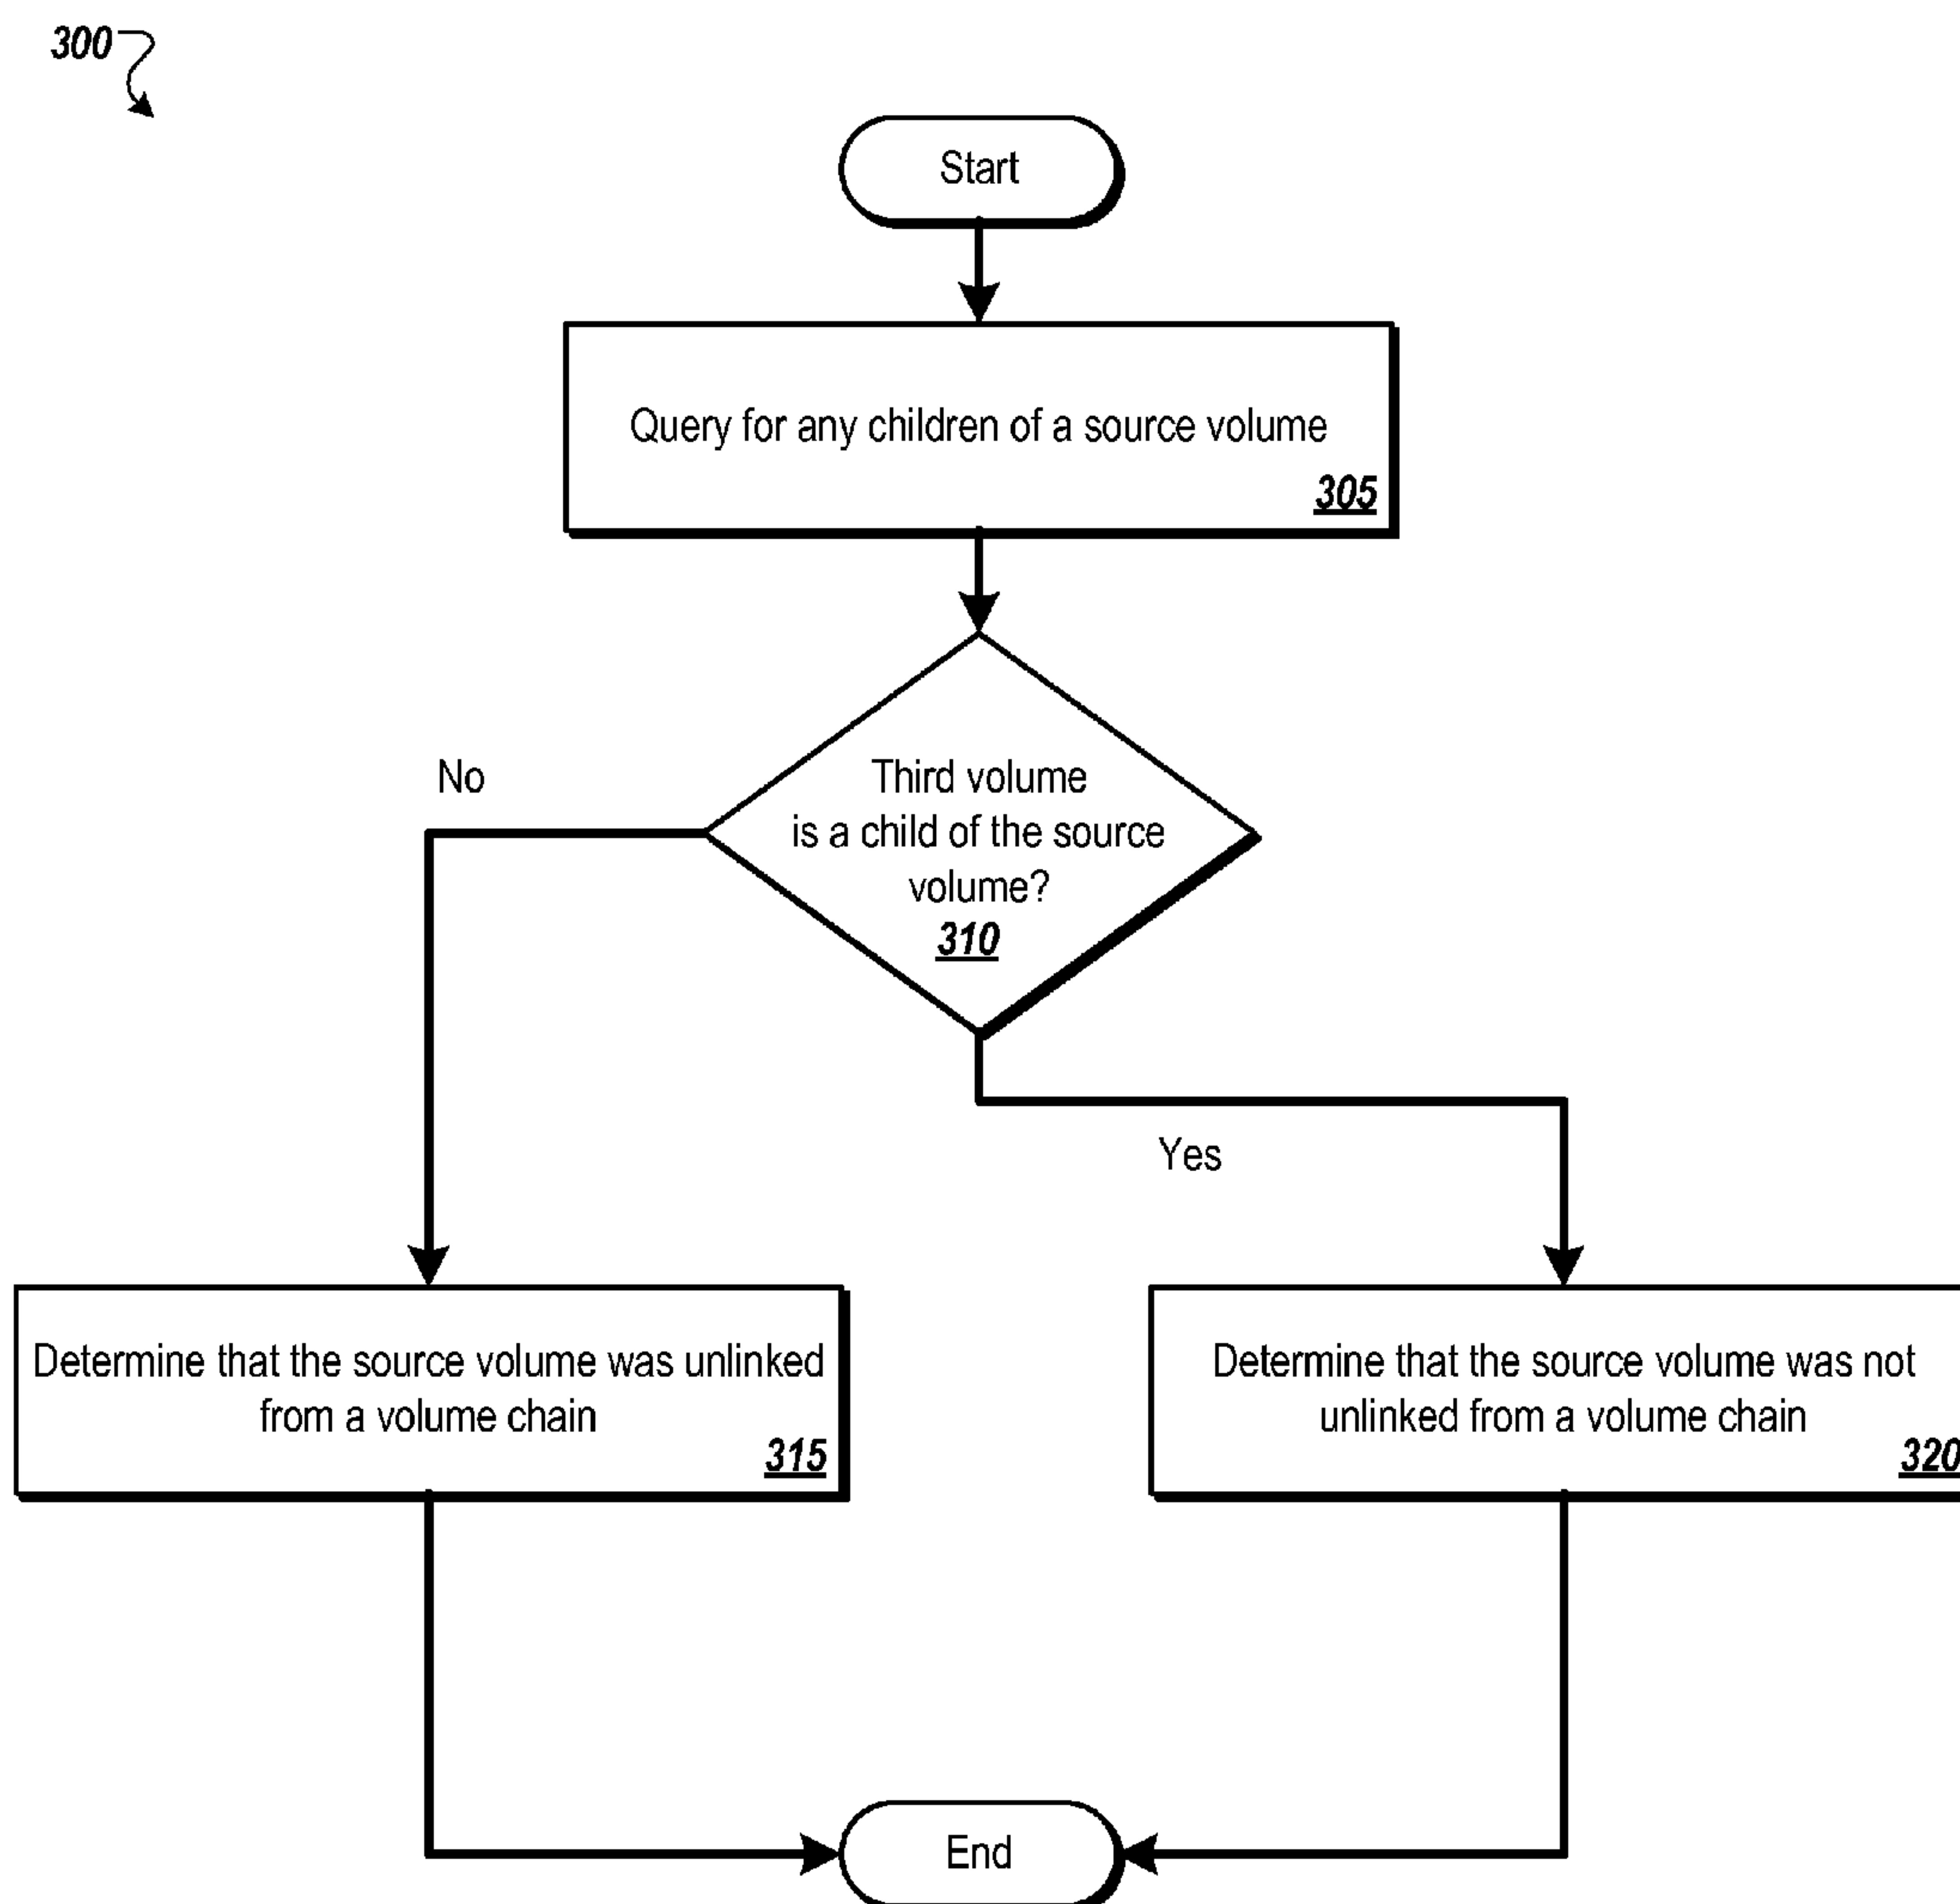 300
Start
Query for any children of a source volume
305
Third volume
is a child of the source
volume?
310
No
Yes
Determine that the source volume was unlinked
from a volume chain
315
Determine that the source volume was not
unlinked from a volume chain
320
End